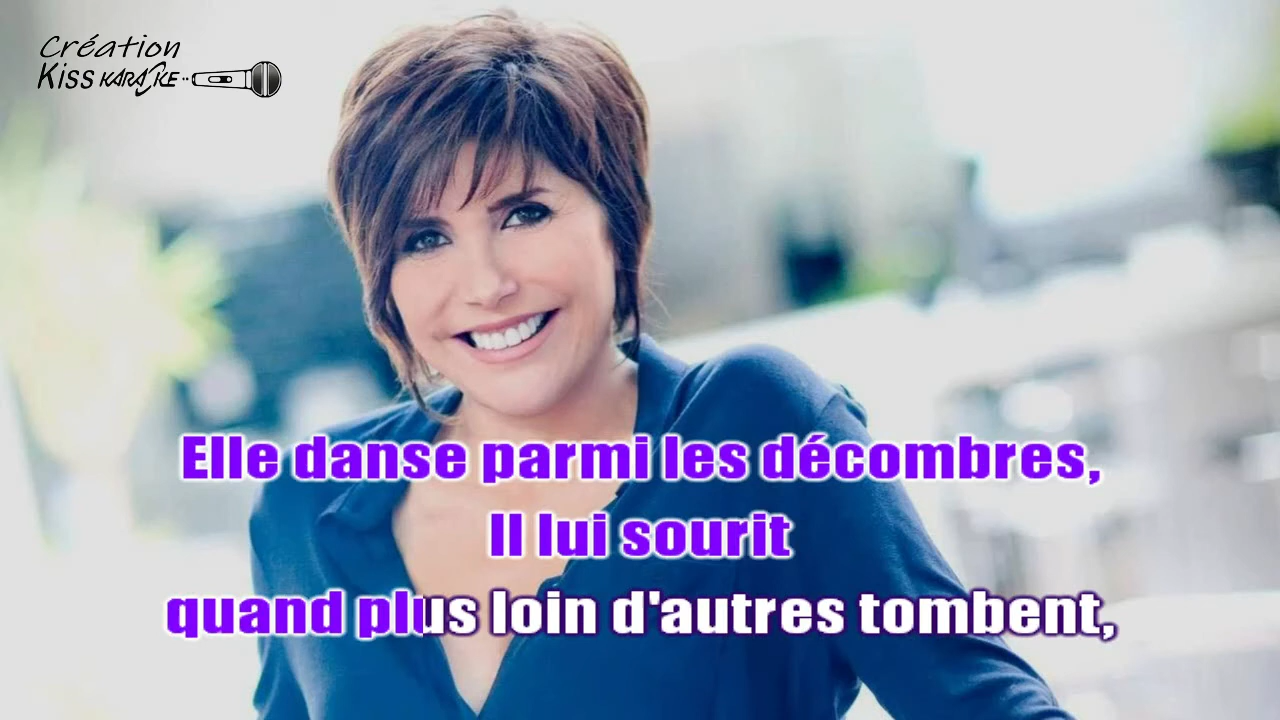 Création
Kiss KARAOKE
Elle danse parmi les décombres,
Il lui sourit
quand plus loin d'autres tombent,